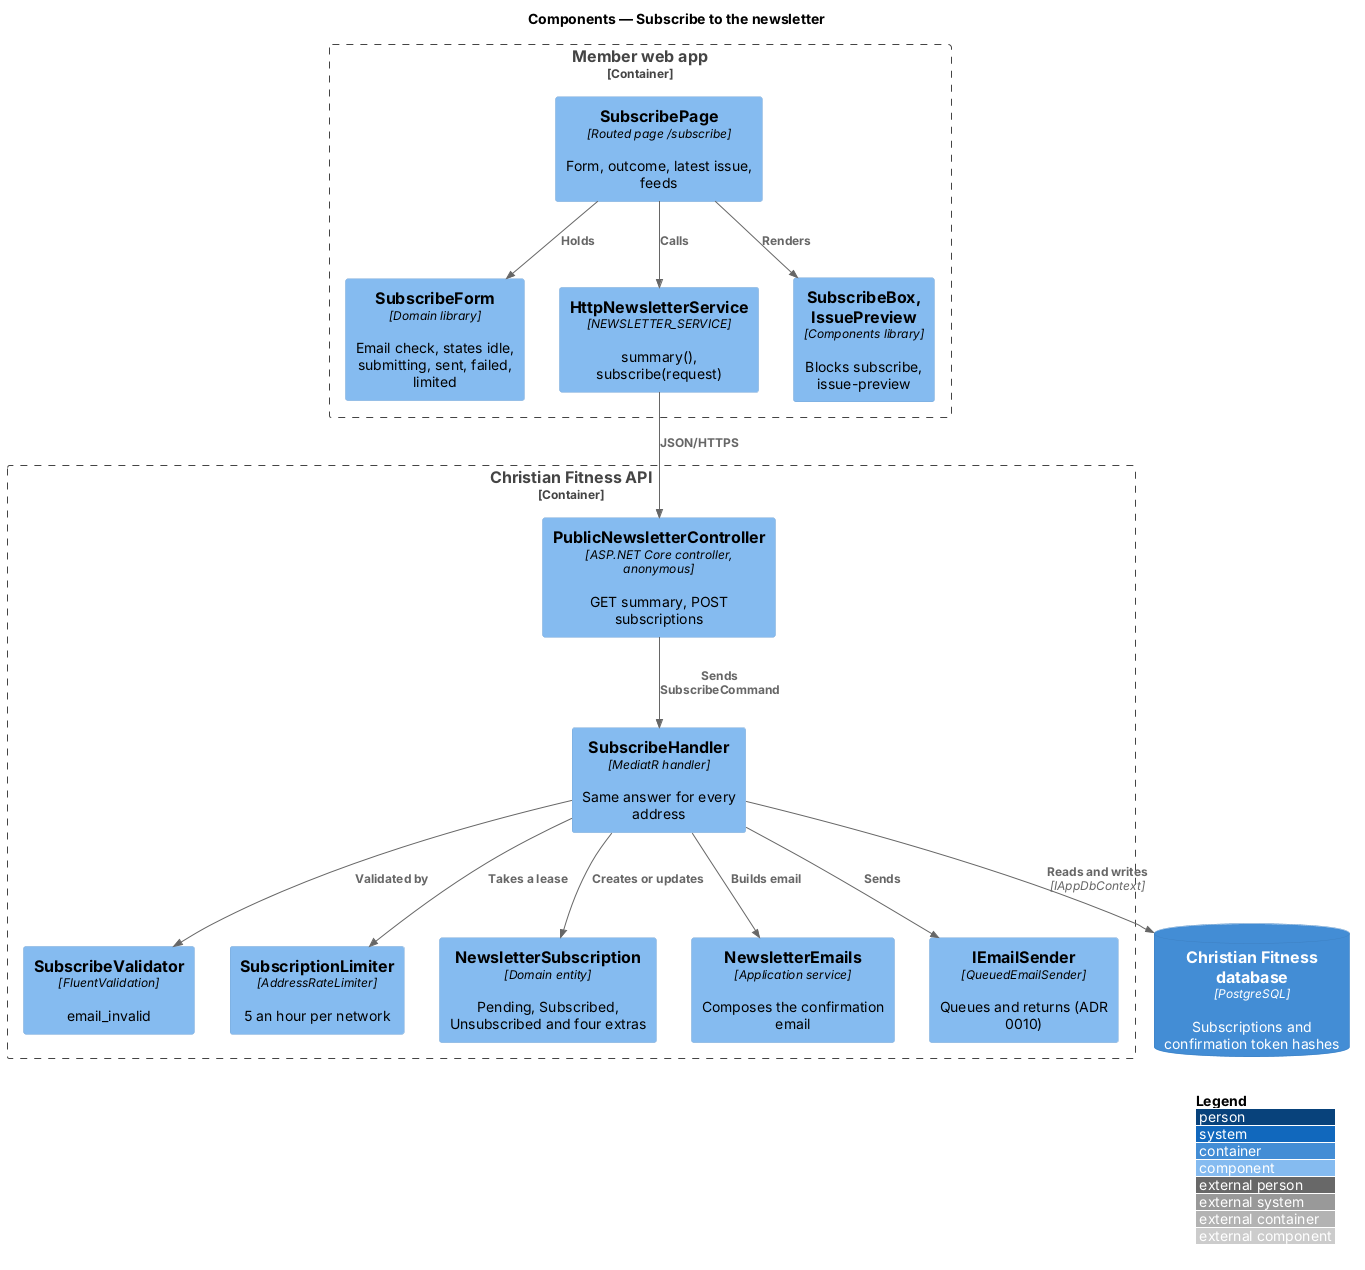 Components — Subscribe to the newsletter
Member web app
[Container]
SubscribePage
[Routed page /subscribe]
Form, outcome, latest issue,
feeds
Holds
Calls
Renders
SubscribeForm
[Domain library]
Email check, states idle,
submitting, sent, failed,
limited
HttpNewsletterService
[NEWSLETTER_SERVICE]
summary(),
subscribe(request)
SubscribeBox,
IssuePreview
[Components library]
Blocks subscribe,
issue-preview
JSON/HTTPS
Christian Fitness API
[Container]
PublicNewsletterController
[ASP.NET Core controller,
anonymous]
GET summary, POST
subscriptions
Sends
SubscribeCommand
SubscribeHandler
[MediatR handler]
Same answer for every
address
Validated by
Takes a lease
Creates or updates
Builds email
Sends
Reads and writes
[IAppDbContext]
SubscribeValidator
[FluentValidation]
email_invalid
SubscriptionLimiter
[AddressRateLimiter]
5 an hour per network
NewsletterSubscription
[Domain entity]
Pending, Subscribed,
Unsubscribed and four extras
NewsletterEmails
[Application service]
Composes the confirmation
email
IEmailSender
[QueuedEmailSender]
Queues and returns (ADR
0010)
Christian Fitness
database
[PostgreSQL]
Subscriptions and
confirmation token hashes
Legend
person
system
container
component
external person
external system
external container
external component